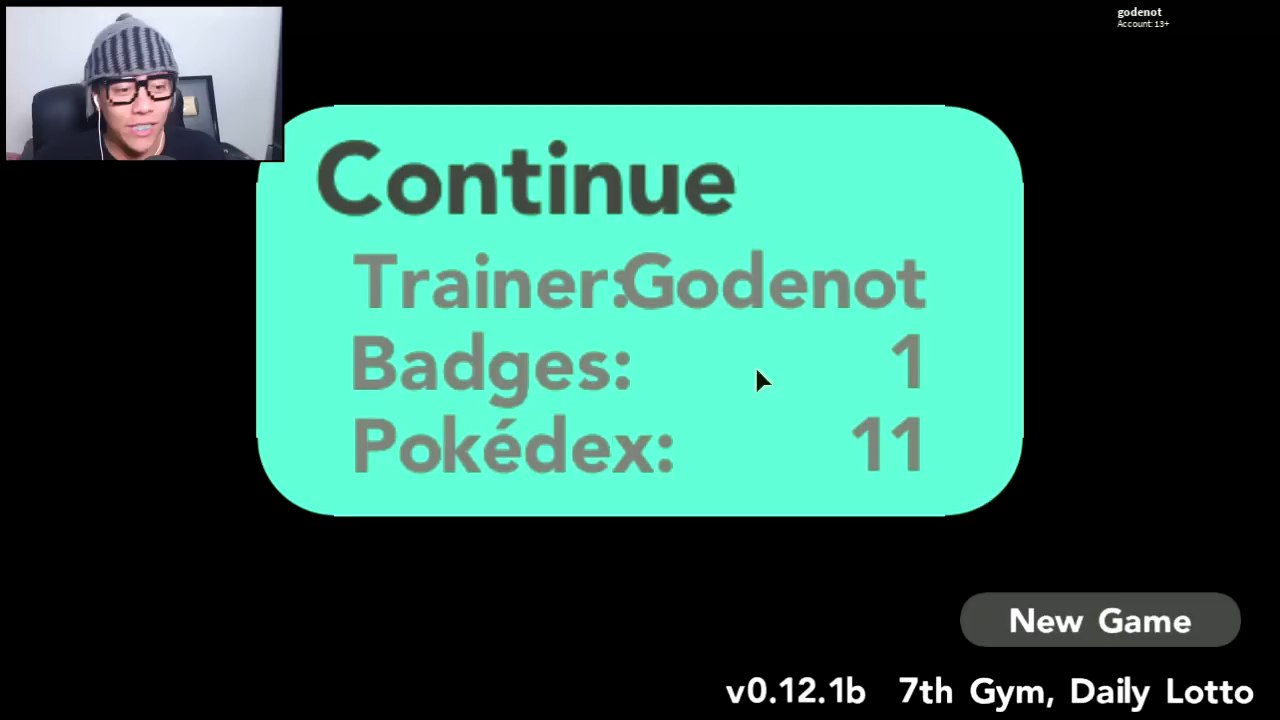 godenot
Account: 13+
Continue
Trainer:Godenot
Badges: 1
Pokédex: 11
New Game
v0.12.1b 7th Gym, Daily Lotto